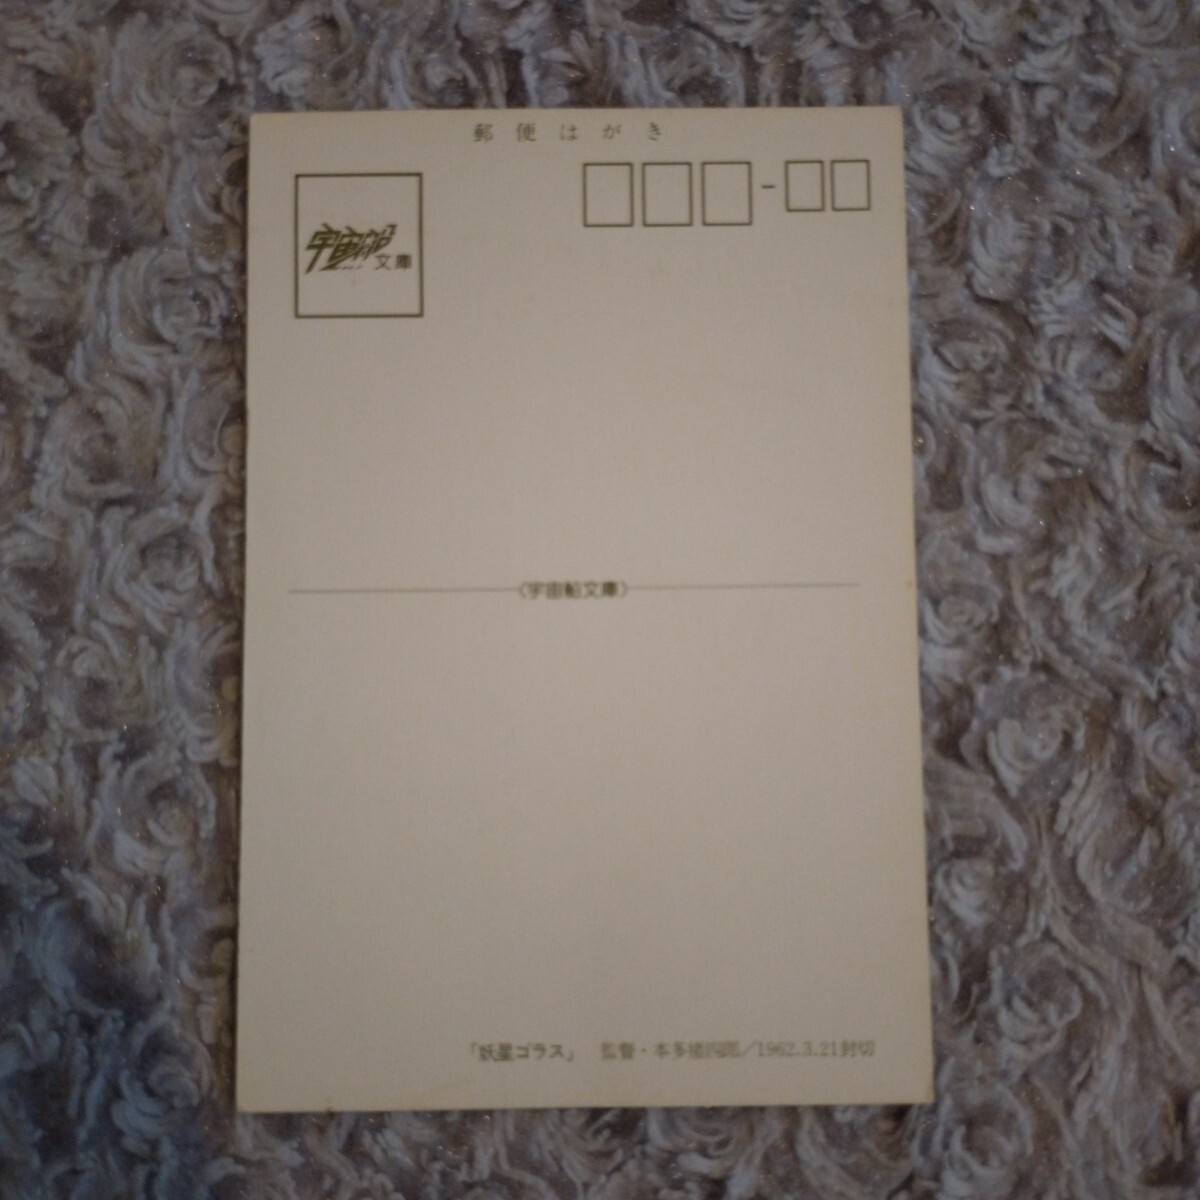 郵便はがき
宇宙船文庫
〈宇宙船文庫〉
「妖星ゴラス」 監督・本多猪四郎／1962.3.21封切